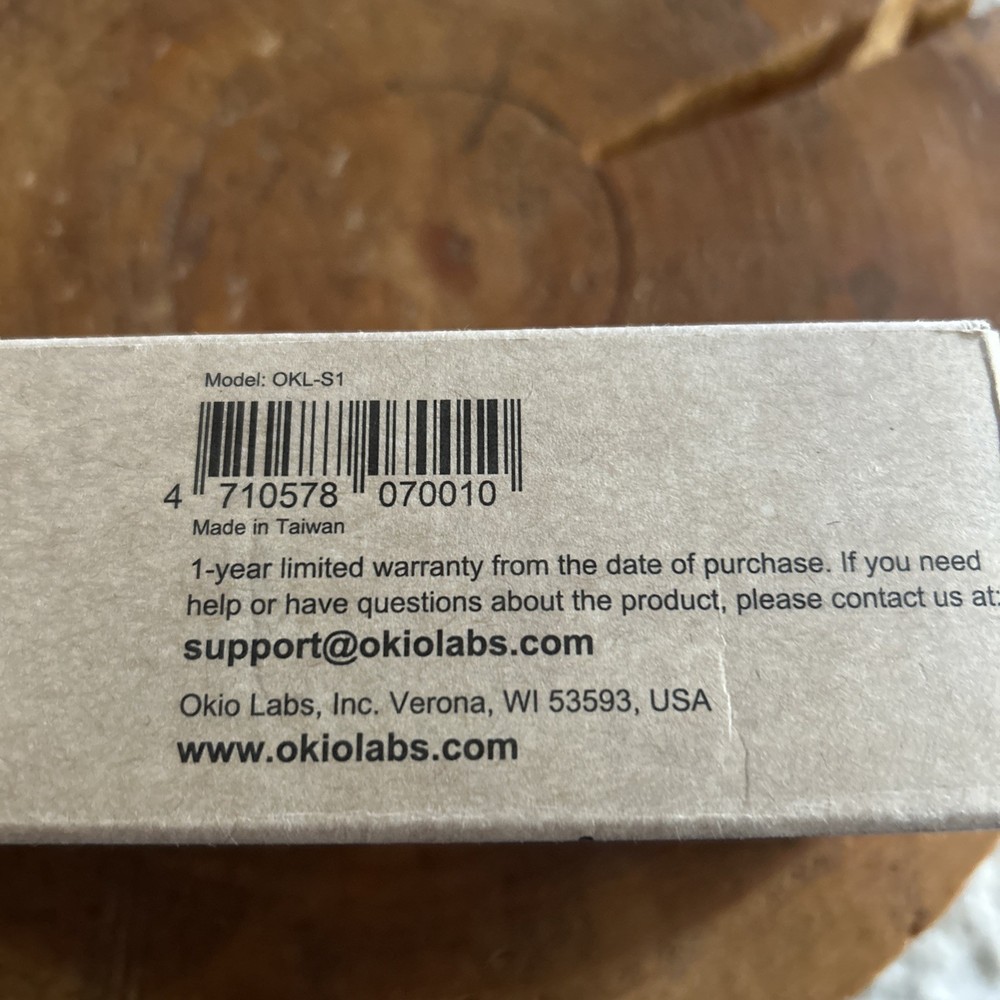 Model: OKL-S1
4 710578 070010
Made in Taiwan
1-year limited warranty from the date of purchase. If you need
help or have questions about the product, please contact us at:
support@okiolabs.com
Okio Labs, Inc. Verona, WI 53593, USA
www.okiolabs.com